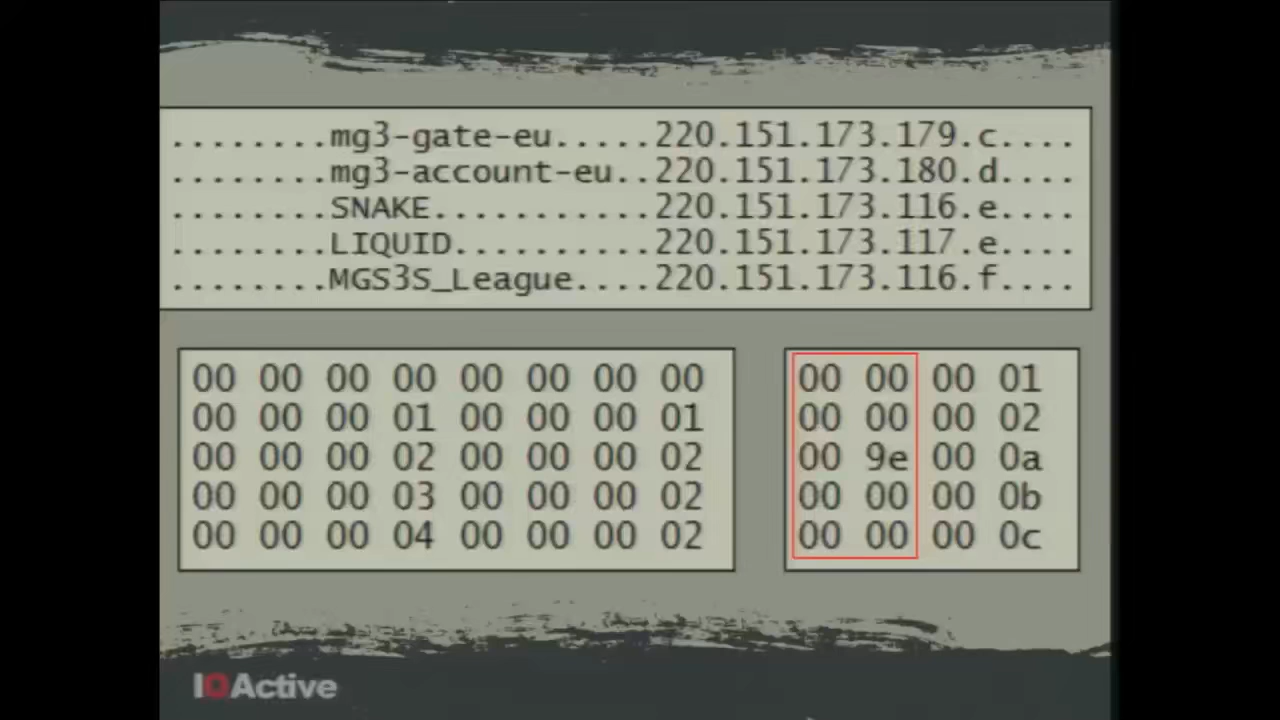 ........mg3-gate-eu.....220.151.173.179.c....
........mg3-account-eu..220.151.173.180.d....
........SNAKE...........220.151.173.116.e....
........LIQUID..........220.151.173.117.e....
........MGS3S_League....220.151.173.116.f....
00 00 00 00 00 00 00 00
00 00 00 01 00 00 00 01
00 00 00 02 00 00 00 02
00 00 00 03 00 00 00 02
00 00 00 04 00 00 00 02
00 00 00 01
00 00 00 02
00 9e 00 0a
00 00 00 0b
00 00 00 0c
IOActive